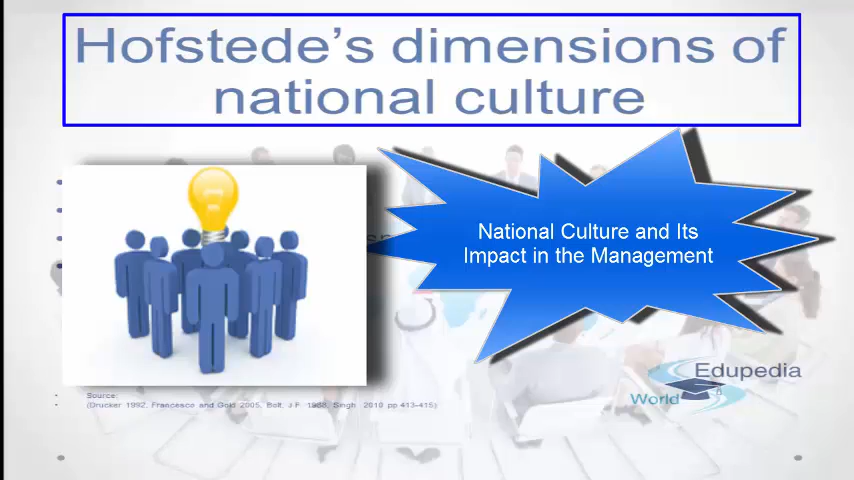 Hofstede's dimensions of
national culture
National Culture and Its
Impact in the Management
Edupedia
World
Source:
(Drucker 1992, Francesco and Gold 2005, Bolt, J.F. 1988, Singh 2010 pp 413-415)